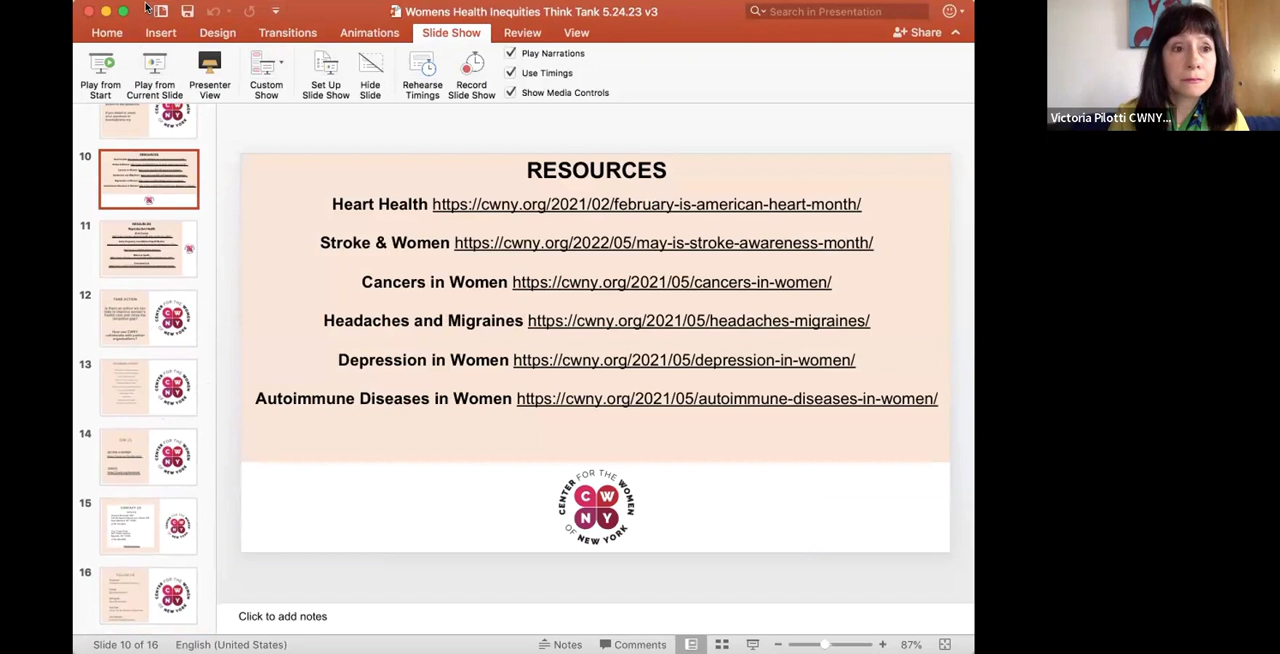 Womens Health Inequities Think Tank 5.24.23 v3
Search in Presentation
Home Insert Design Transitions Animations Slide Show Review View
Share
Play from Start
Play from Current Slide
Presenter View
Custom Show
Set Up Slide Show
Hide Slide
Rehearse Timings
Record Slide Show
Play Narrations
Use Timings
Show Media Controls
Victoria Pilotti CWNY...
10
11
12
TAKE ACTION
13
14
15
16
RESOURCES
Heart Health https://cwny.org/2021/02/february-is-american-heart-month/
Stroke & Women https://cwny.org/2022/05/may-is-stroke-awareness-month/
Cancers in Women https://cwny.org/2021/05/cancers-in-women/
Headaches and Migraines https://cwny.org/2021/05/headaches-migraines/
Depression in Women https://cwny.org/2021/05/depression-in-women/
Autoimmune Diseases in Women https://cwny.org/2021/05/autoimmune-diseases-in-women/
CENTER FOR THE WOMEN
CW
NY
OF NEW YORK
Click to add notes
Slide 10 of 16 English (United States) Notes Comments 87%